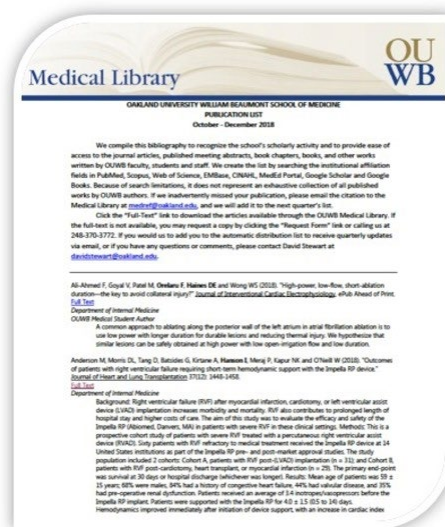 Medical Library
OU
WB
OAKLAND UNIVERSITY WILLIAM BEAUMONT SCHOOL OF MEDICINE
PUBLICATION LIST
October - December 2018
We compile this bibliography to recognize the school's scholarly activity and to provide ease of
access to the journal articles, published meeting abstracts, book chapters, books, and other works
written by OUWB faculty, students and staff. We create the list by searching the institutional affiliation
fields in PubMed, Scopus, Web of Science, EMBase, CINAHL, MedEd Portal, Google Scholar and Google
Books. Because of search limitations, it does not represent an exhaustive collection of all published
works by OUWB authors. If we inadvertently missed your publication, please email the citation to the
Medical Library at medref@oakland.edu, and we will add it to the next quarter's list.
Click the "Full-Text" link to download the articles available through the OUWB Medical Library. If
the full-text is not available, you may request a copy by clicking the "Request Form" link or calling us at
248-370-3772. If you would us to add you to the automatic distribution list to receive quarterly updates
via email, or if you have any questions or comments, please contact David Stewart at
davidstewart@oakland.edu.
Ali-Ahmed F, Goyal V, Patel M, Orelaru F, Haines DE and Wong WS (2018). "High-power, low-flow, short-ablation
duration—the key to avoid collateral injury?" Journal of Interventional Cardiac Electrophysiology. ePub Ahead of Print.
Full Text
Department of Internal Medicine
OUWB Medical Student Author
A common approach to ablating along the posterior wall of the left atrium in atrial fibrillation ablation is to
use low power with longer duration for durable lesions and reducing thermal injury. We hypothesize that
similar lesions can be safely obtained at high power with low open-irrigation flow and low duration.
Anderson M, Morris DL, Tang D, Batsides G, Kirtane A, Hanson I, Meraj P, Kapur NK and O'Neill W (2018). "Outcomes
of patients with right ventricular failure requiring short-term hemodynamic support with the Impella RP device."
Journal of Heart and Lung Transplantation 37(12): 1448-1458.
Full Text
Department of Internal Medicine
Background: Right ventricular failure (RVF) after myocardial infarction, cardiotomy, or left ventricular assist
device (LVAD) implantation increases morbidity and mortality. RVF also contributes to prolonged length of
hospital stay and higher costs of care. The aim of this study was to evaluate the efficacy and safety of the
Impella RP (Abiomed, Danvers, MA) in patients with severe RVF in these clinical settings. Methods: This is a
prospective cohort study of patients with severe RVF treated with a percutaneous right ventricular assist
device (RVAD). Sixty patients with RVF refractory to medical treatment received the Impella RP device at 14
United States institutions as part of the Impella RP pre- and post-market approval studies. The study
population included 2 cohorts: Cohort A, patients with RVF post-(LVAD) implantation (n = 31); and Cohort B,
patients with RVF post-cardiotomy, heart transplant, or myocardial infarction (n = 29). The primary end-point
was survival at 30 days or hospital discharge (whichever was longer). Results: Mean age of patients was 59 ±
15 years; 68% were males, 84% had a history of congestive heart failure, 44% had valvular disease, and 35%
had pre-operative renal dysfunction. Patients received an average of 3.4 inotropes/vasopressors before the
Impella RP implant. Patients were supported with the Impella RP for 4.0 ± 1.5 (0.5 to 14) days.
Hemodynamics improved immediately after initiation of device support, with an increase in cardiac index